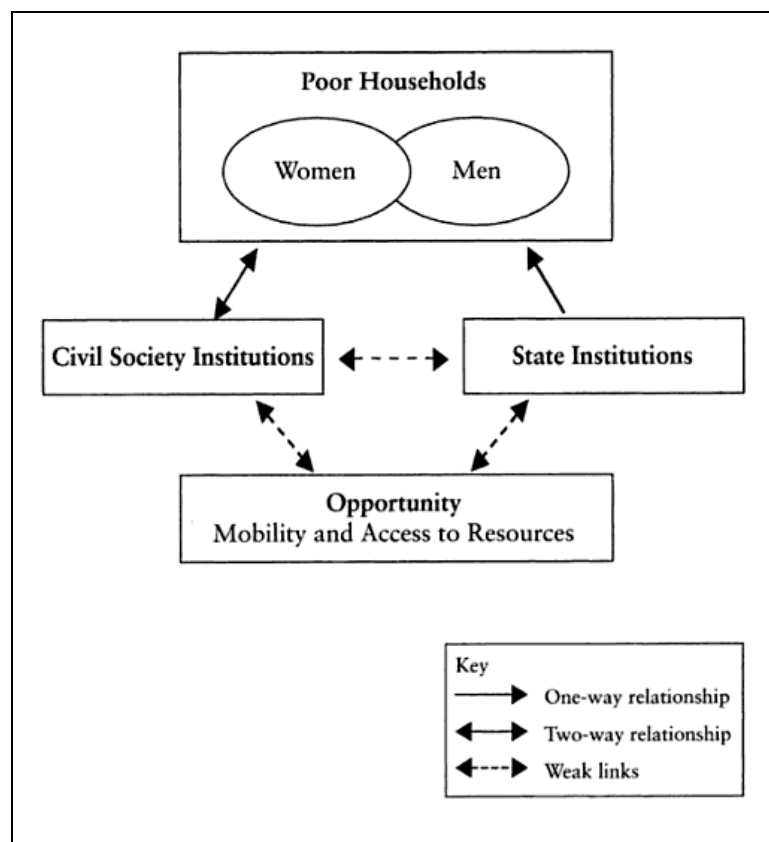 Poor Households
Women
Men
Civil Society Institutions
State Institutions
Opportunity
Mobility and Access to Resources
Key
One-way relationship
Two-way relationship
Weak links